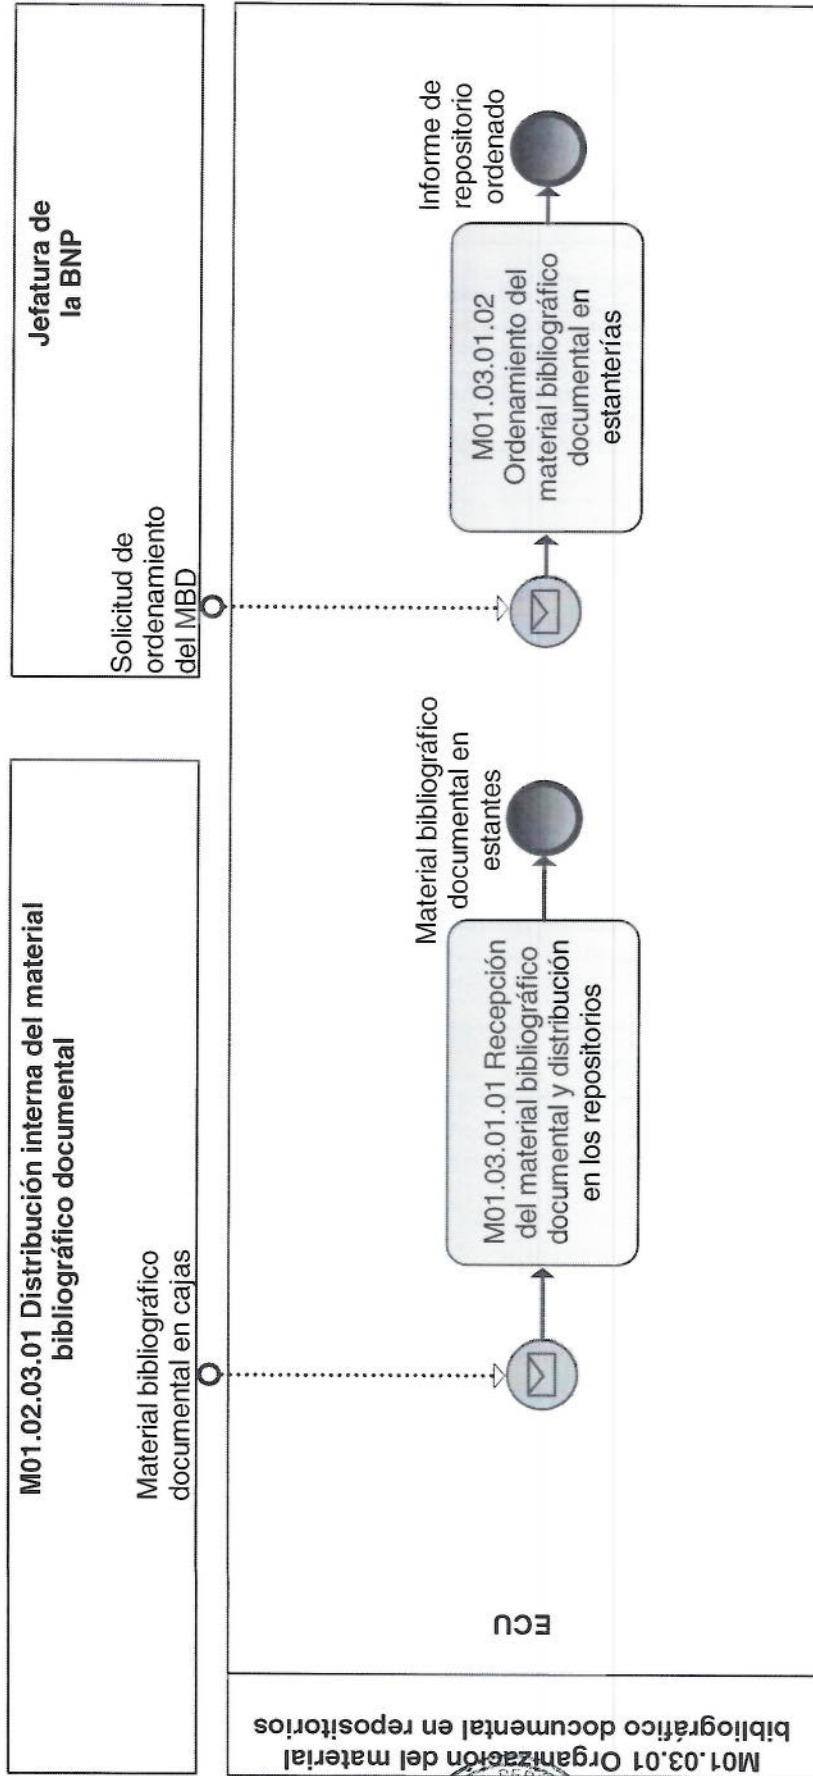 M01.02.03.01 Distribución interna del material
bibliográfico documental
Material bibliográfico
documental en cajas
Jefatura de
la BNP
Solicitud de
ordenamiento
del MBD
M01.03.01 Organización del material
bibliográfico documental en repositorios
ECU
M01.03.01.01 Recepción
del material bibliográfico
documental y distribución
en los repositorios
Material bibliográfico
documental en
estantes
M01.03.01.02
Ordenamiento del
material bibliográfico
documental en
estanterías
Informe de
repositorio
ordenado